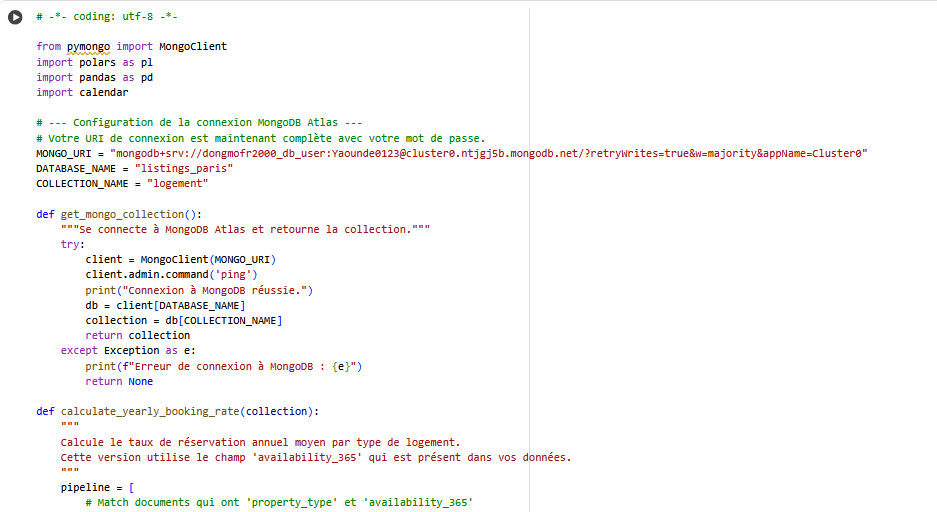 # -*- coding: utf-8 -*-
from pymongo import MongoClient
import polars as pl
import pandas as pd
import calendar
# --- Configuration de la connexion MongoDB Atlas ---
# Votre URI de connexion est maintenant complète avec votre mot de passe.
MONGO_URI = "mongodb+srv://dongmofr2000_db_user:Yaounde0123@cluster0.ntjgj5b.mongodb.net/?retryWrites=true&w=majority&appName=Cluster0"
DATABASE_NAME = "listings_paris"
COLLECTION_NAME = "logement"
def get_mongo_collection():
"""Se connecte à MongoDB Atlas et retourne la collection."""
try:
client = MongoClient(MONGO_URI)
client.admin.command('ping')
print("Connexion à MongoDB réussie.")
db = client[DATABASE_NAME]
collection = db[COLLECTION_NAME]
return collection
except Exception as e:
print(f"Erreur de connexion à MongoDB : {e}")
return None
def calculate_yearly_booking_rate(collection):
"""
Calcule le taux de réservation annuel moyen par type de logement.
Cette version utilise le champ 'availability_365' qui est présent dans vos données.
"""
pipeline = [
# Match documents qui ont 'property_type' et 'availability_365'